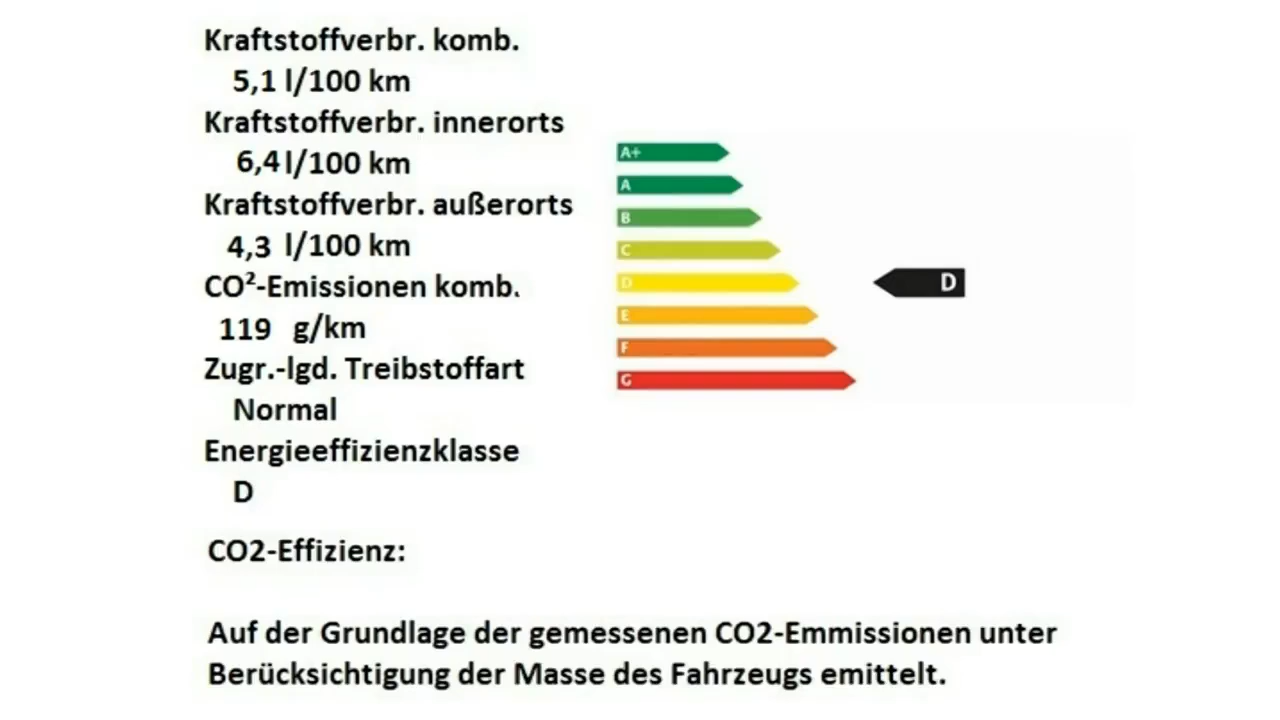 Kraftstoffverbr. komb.
5,1 l/100 km
Kraftstoffverbr. innerorts
6,4 l/100 km
Kraftstoffverbr. außerorts
4,3 l/100 km
CO²-Emissionen komb.
119 g/km
Zugr.-lgd. Treibstoffart
Normal
Energieeffizienzklasse
D
A+
A
B
C
D
D
E
F
G
CO2-Effizienz:
Auf der Grundlage der gemessenen CO2-Emmissionen unter
Berücksichtigung der Masse des Fahrzeugs emittelt.